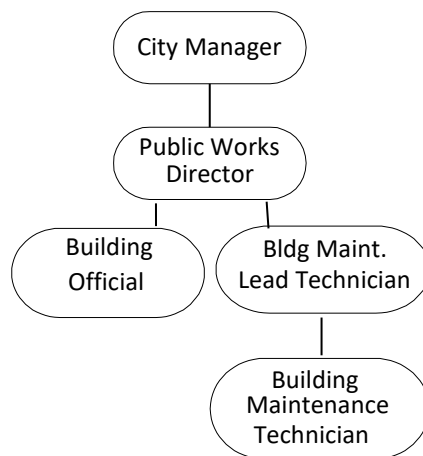 City Manager
Public Works
Director
Building
Official
Bldg Maint.
Lead Technician
Building
Maintenance
Technician